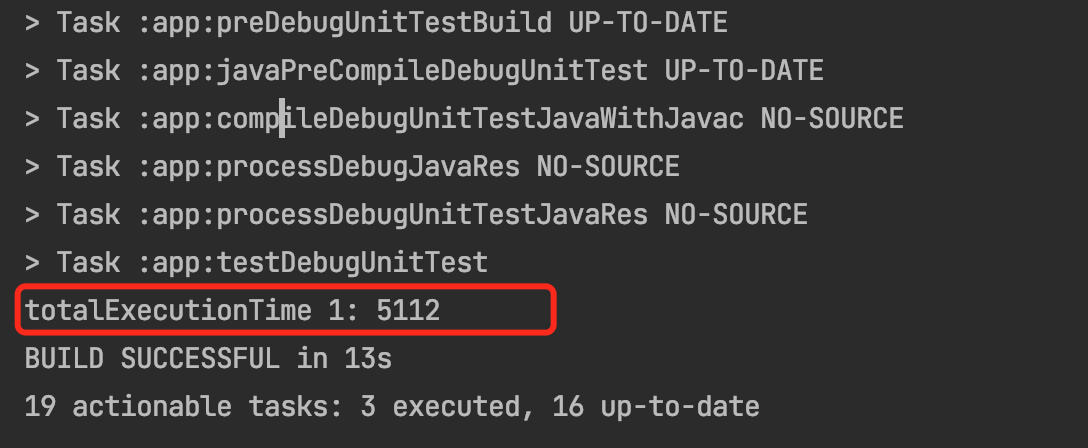 > Task :app:preDebugUnitTestBuild UP-TO-DATE
> Task :app:javaPreCompileDebugUnitTest UP-TO-DATE
> Task :app:compileDebugUnitTestJavaWithJavac NO-SOURCE
> Task :app:processDebugJavaRes NO-SOURCE
> Task :app:processDebugUnitTestJavaRes NO-SOURCE
> Task :app:testDebugUnitTest
totalExecutionTime 1: 5112
BUILD SUCCESSFUL in 13s
19 actionable tasks: 3 executed, 16 up-to-date